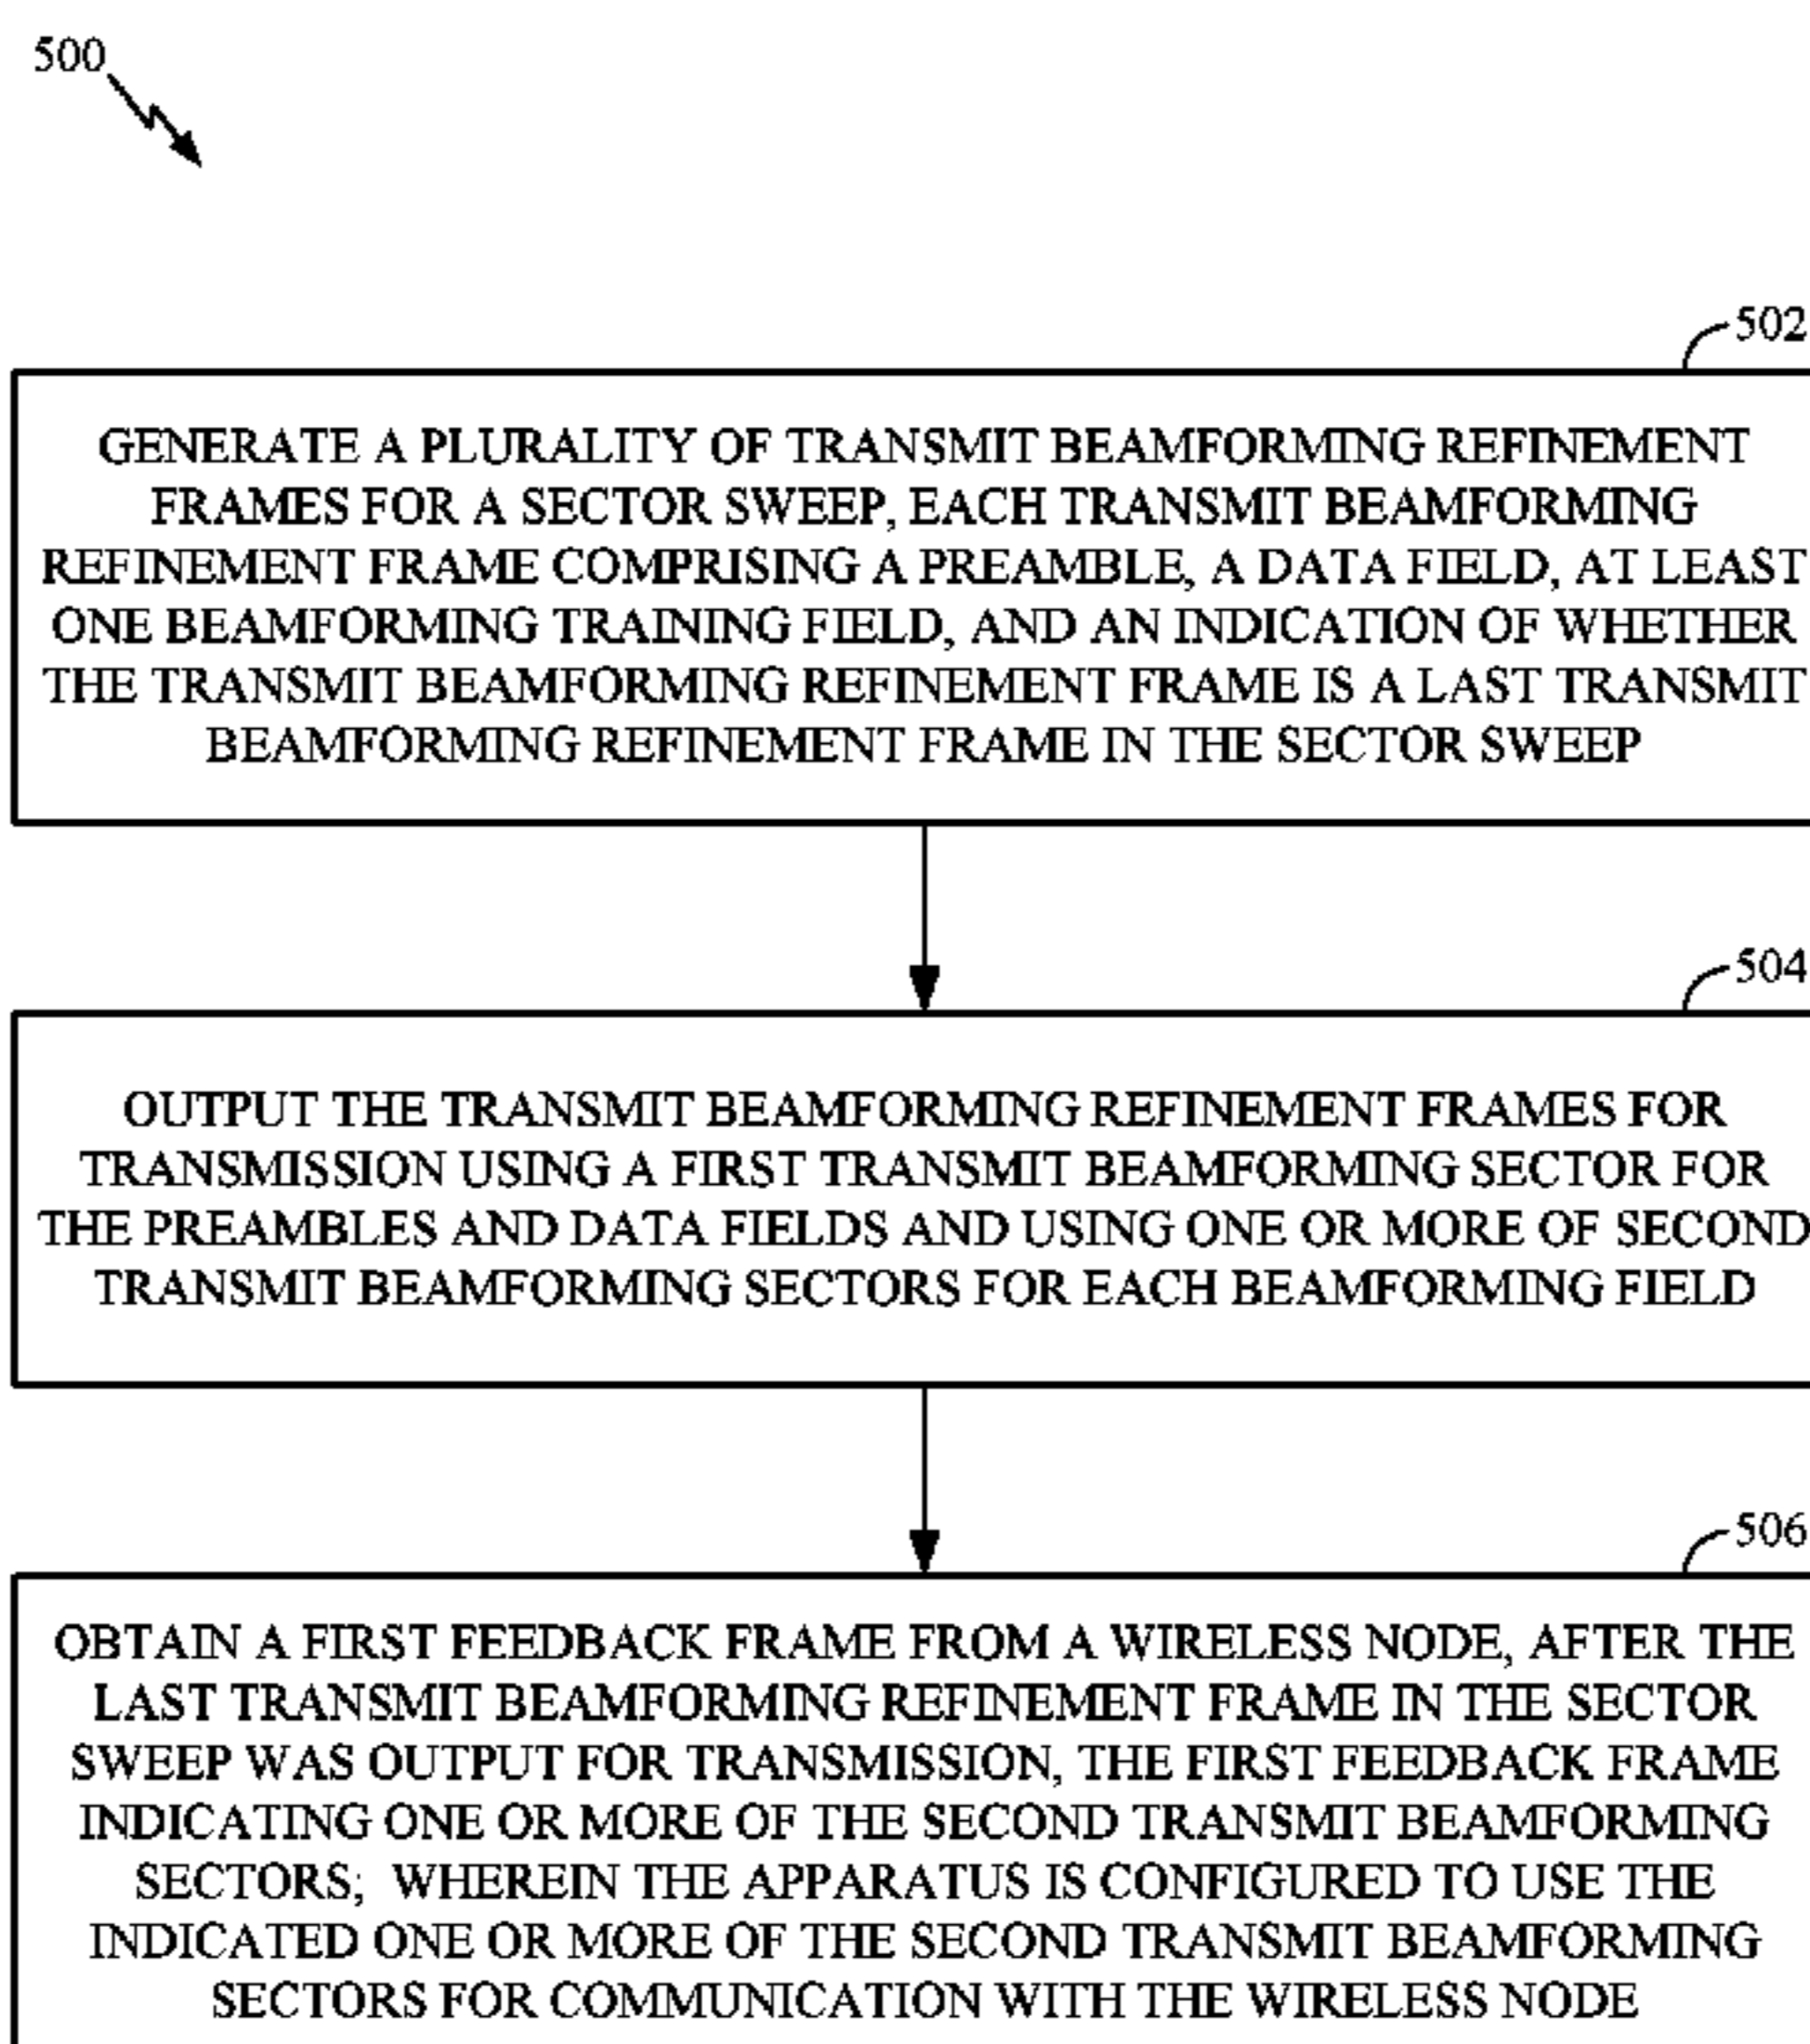 500
502
GENERATE A PLURALITY OF TRANSMIT BEAMFORMING REFINEMENT
FRAMES FOR A SECTOR SWEEP, EACH TRANSMIT BEAMFORMING
REFINEMENT FRAME COMPRISING A PREAMBLE, A DATA FIELD, AT LEAST
ONE BEAMFORMING TRAINING FIELD, AND AN INDICATION OF WHETHER
THE TRANSMIT BEAMFORMING REFINEMENT FRAME IS A LAST TRANSMIT
BEAMFORMING REFINEMENT FRAME IN THE SECTOR SWEEP
504
OUTPUT THE TRANSMIT BEAMFORMING REFINEMENT FRAMES FOR
TRANSMISSION USING A FIRST TRANSMIT BEAMFORMING SECTOR FOR
THE PREAMBLES AND DATA FIELDS AND USING ONE OR MORE OF SECOND
TRANSMIT BEAMFORMING SECTORS FOR EACH BEAMFORMING FIELD
506
OBTAIN A FIRST FEEDBACK FRAME FROM A WIRELESS NODE, AFTER THE
LAST TRANSMIT BEAMFORMING REFINEMENT FRAME IN THE SECTOR
SWEEP WAS OUTPUT FOR TRANSMISSION, THE FIRST FEEDBACK FRAME
INDICATING ONE OR MORE OF THE SECOND TRANSMIT BEAMFORMING
SECTORS; WHEREIN THE APPARATUS IS CONFIGURED TO USE THE
INDICATED ONE OR MORE OF THE SECOND TRANSMIT BEAMFORMING
SECTORS FOR COMMUNICATION WITH THE WIRELESS NODE